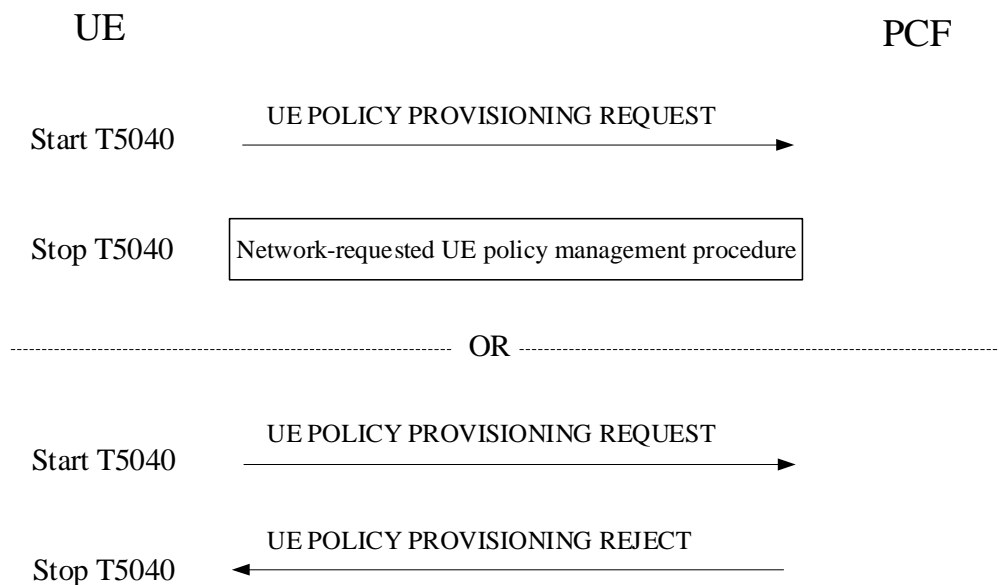 UE
PCF
UE POLICY PROVISIONING REQUEST
Start T5040
Stop T5040
Network-requested UE policy management procedure
OR
UE POLICY PROVISIONING REQUEST
Start T5040
UE POLICY PROVISIONING REJECT
Stop T5040